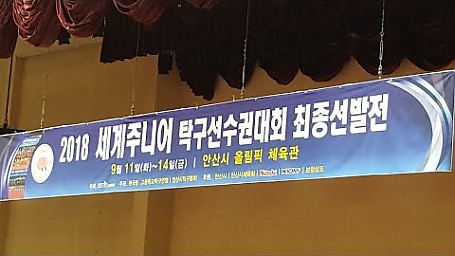 2018 세계주니어 탁구선수권대회 최종선발전
9월 11일(화)~14일(금) | 안산시 올림픽 체육관